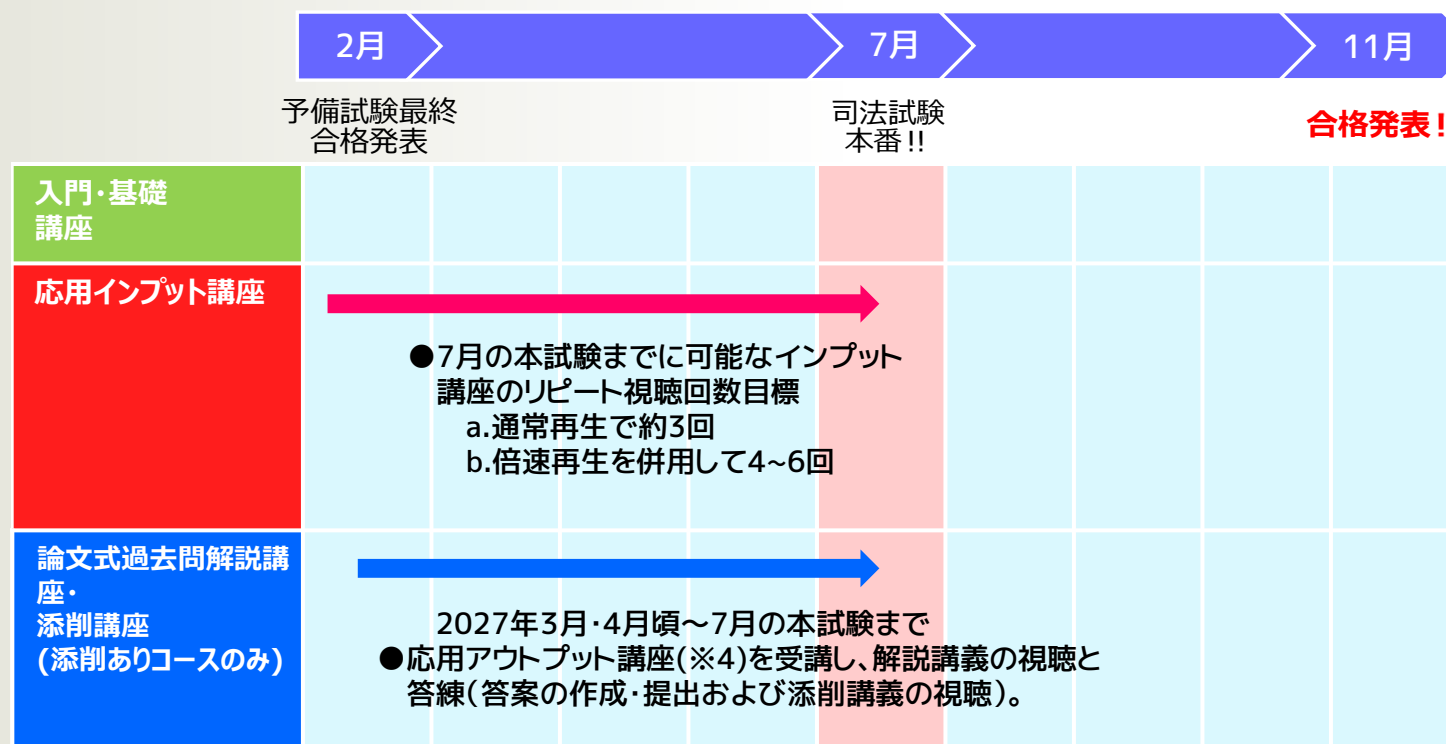 2月
7月
11月
予備試験最終
合格発表
司法試験
本番!!
合格発表!
入門・基礎
講座
応用インプット講座
●7月の本試験までに可能なインプット
講座のリピート視聴回数目標
a.通常再生で約3回
b.倍速再生を併用して4~6回
論文式過去問解説講
座・
添削講座
(添削ありコースのみ)
2027年3月・4月頃～7月の本試験まで
●応用アウトプット講座(※4)を受講し、解説講義の視聴と
答練(答案の作成・提出および添削講義の視聴)。